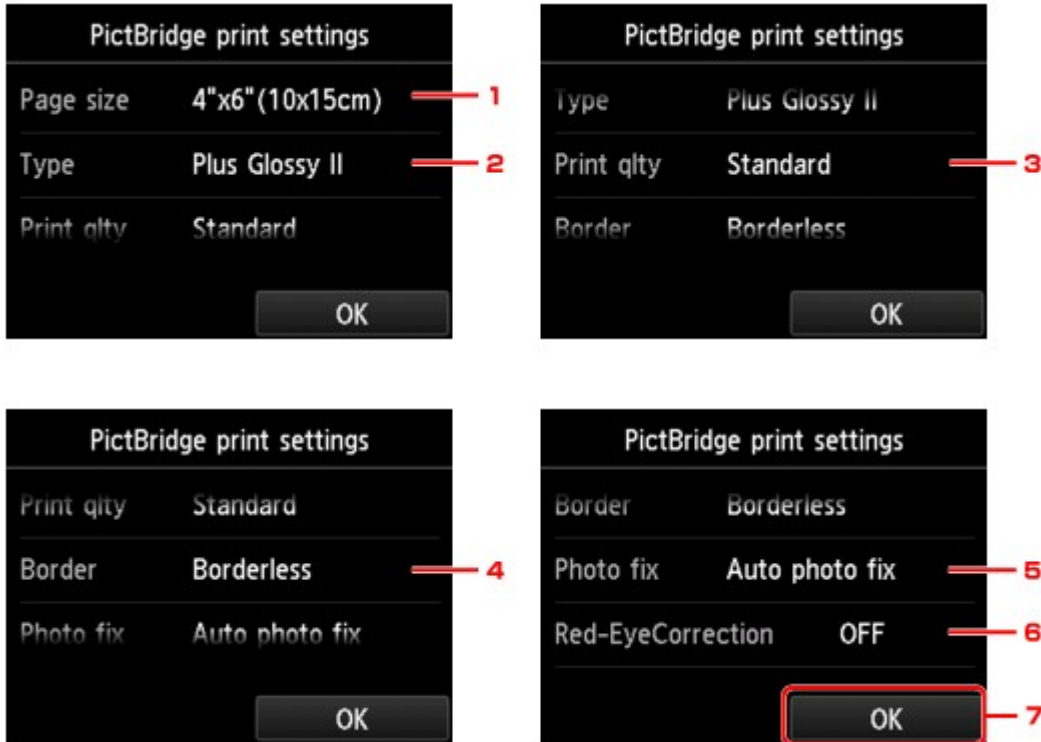 PictBridge print settings
Page size 4"x6"(10x15cm) 1
Type Plus Glossy II 2
Print qlty Standard
OK
PictBridge print settings
Type Plus Glossy II
Print qlty Standard 3
Border Borderless
OK
PictBridge print settings
Print qlty Standard
Border Borderless 4
Photo fix Auto photo fix
OK
PictBridge print settings
Border Borderless
Photo fix Auto photo fix 5
Red-EyeCorrection OFF 6
OK 7